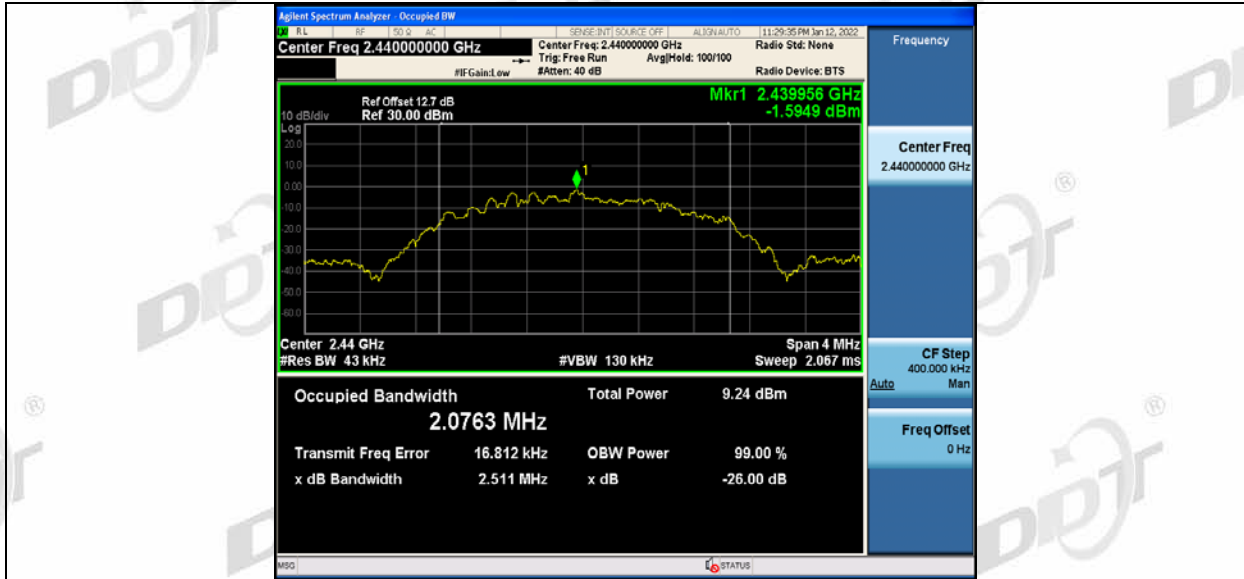 Agilent Spectrum Analyzer - Occupied BW
RL RF 50 Ω AC SENSE:INT SOURCE OFF ALIGNAUTO 11:29:35 PM Jan 12, 2022
Center Freq 2.440000000 GHz
Center Freq: 2.440000000 GHz
Radio Std: None
Trig: Free Run Avg|Hold: 100/100
#IFGain:Low #Atten: 40 dB Radio Device: BTS
Frequency
Mkr1 2.439956 GHz
-1.5949 dBm
Ref Offset 12.7 dB
10 dB/div Ref 30.00 dBm
Log
20.0
10.0
0.00
-10.0
-20.0
-30.0
-40.0
-50.0
-60.0
1
Center 2.44 GHz Span 4 MHz
#Res BW 43 kHz #VBW 130 kHz Sweep 2.067 ms
Center Freq
2.440000000 GHz
CF Step
400.000 kHz
Auto Man
Freq Offset
0 Hz
Occupied Bandwidth Total Power 9.24 dBm
2.0763 MHz
Transmit Freq Error 16.812 kHz OBW Power 99.00 %
x dB Bandwidth 2.511 MHz x dB -26.00 dB
MSG STATUS
DDT
®